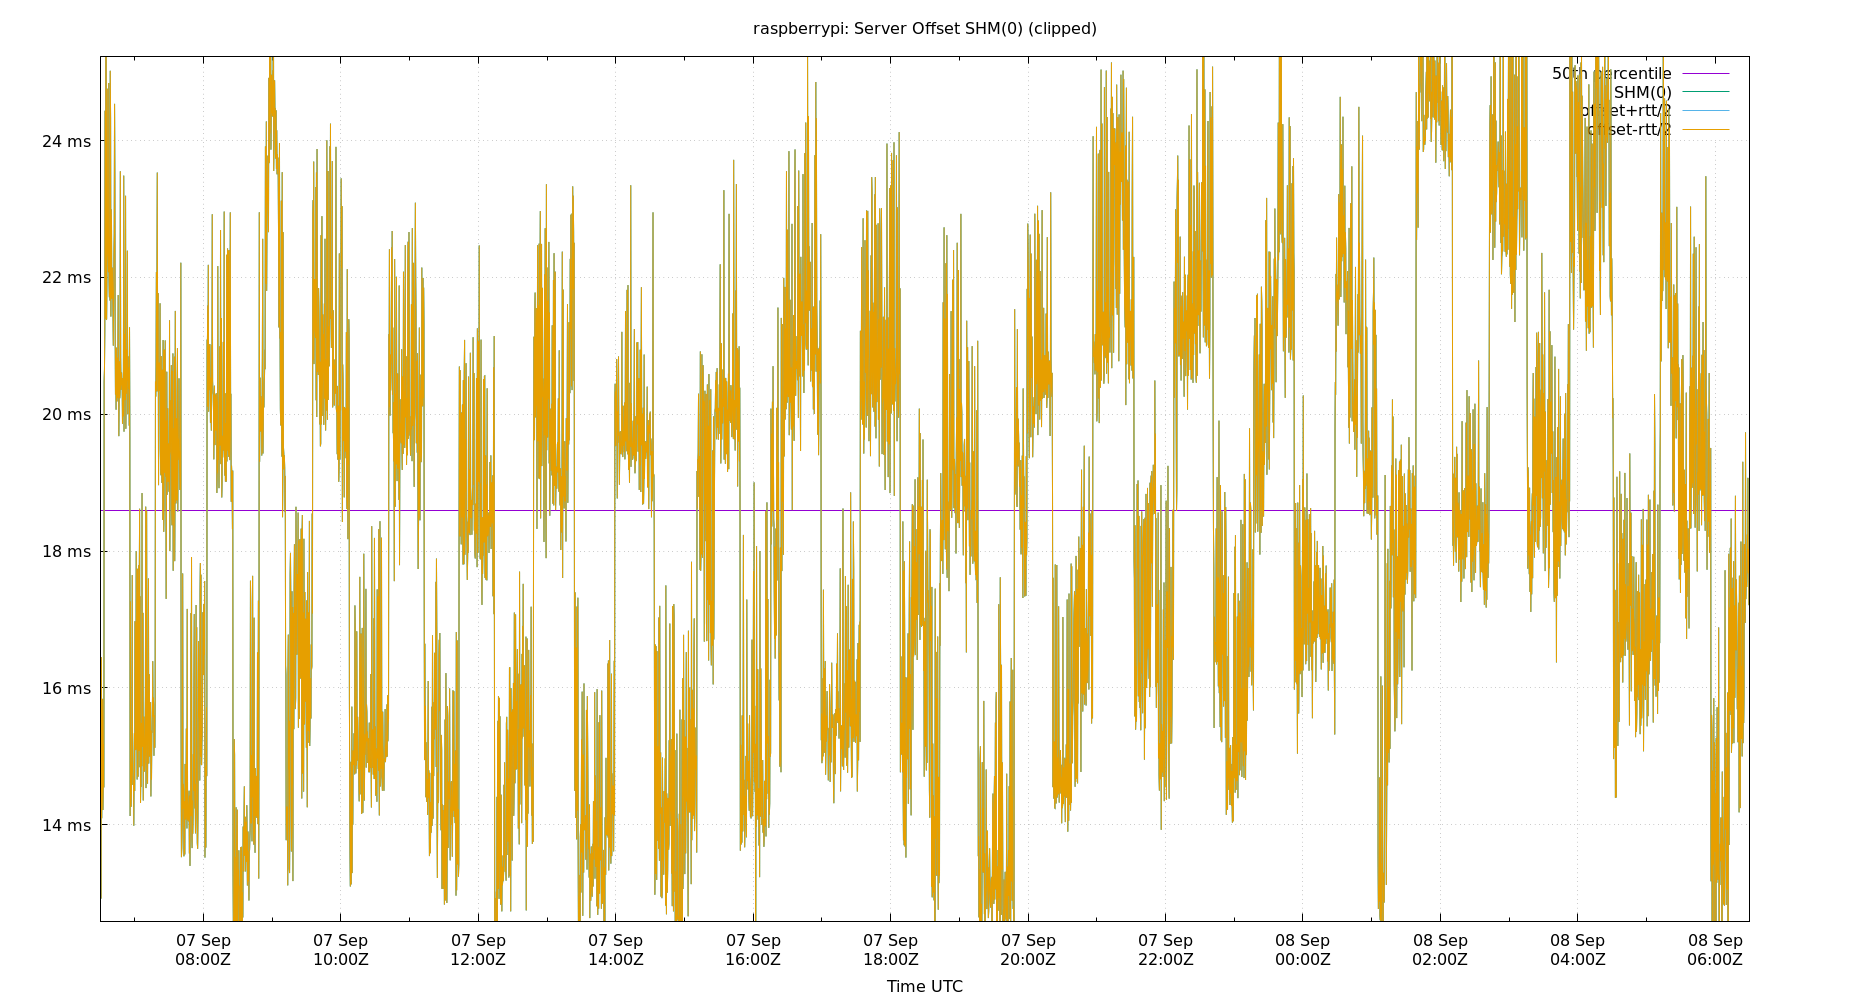 raspberrypi: Server Offset SHM(0) (clipped)
50th percentile
SHM(0)
offset+rtt/2
offset-rtt/2
24 ms
22 ms
20 ms
18 ms
16 ms
14 ms
07 Sep 07 Sep 07 Sep 07 Sep 07 Sep 07 Sep 07 Sep 07 Sep 08 Sep 08 Sep 08 Sep 08 Sep
08:00Z 10:00Z 12:00Z 14:00Z 16:00Z 18:00Z 20:00Z 22:00Z 00:00Z 02:00Z 04:00Z 06:00Z
Time UTC